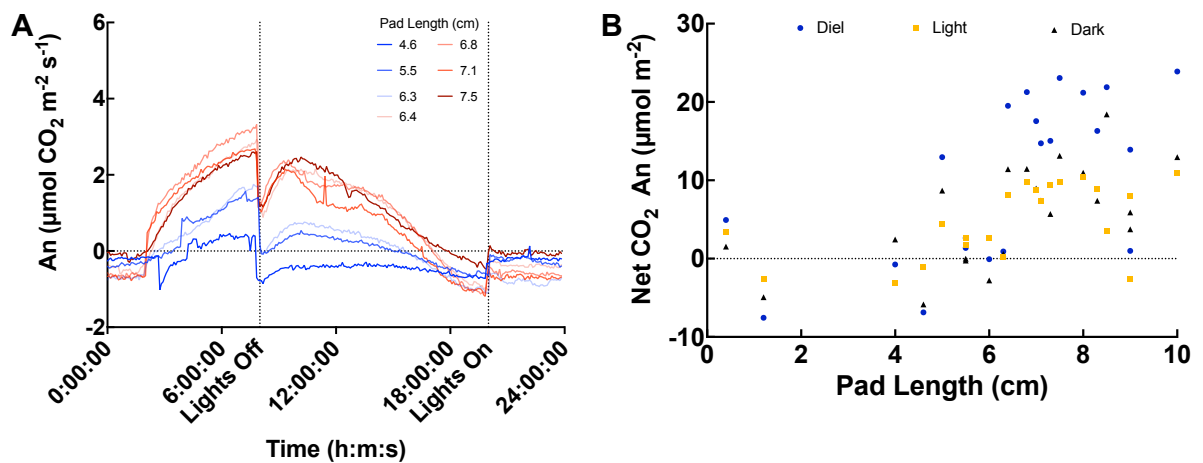 A
An (µmol CO₂ m⁻² s⁻¹)
6
4
2
0
-2
Pad Length (cm)
4.6
5.5
6.3
6.4
6.8
7.1
7.5
0:00:00
6:00:00
Lights Off
12:00:00
18:00:00
Lights On
24:00:00
Time (h:m:s)
B
Diel
Light
Dark
Net CO₂ An (µmol m⁻²)
30
20
10
0
-10
0
2
4
6
8
10
Pad Length (cm)